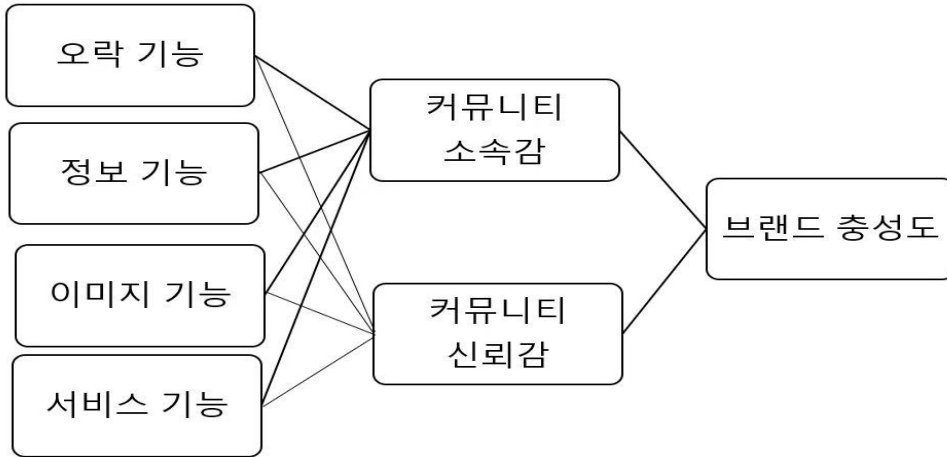 오락 기능
정보 기능
이미지 기능
서비스 기능
커뮤니티
소속감
커뮤니티
신뢰감
브랜드 충성도